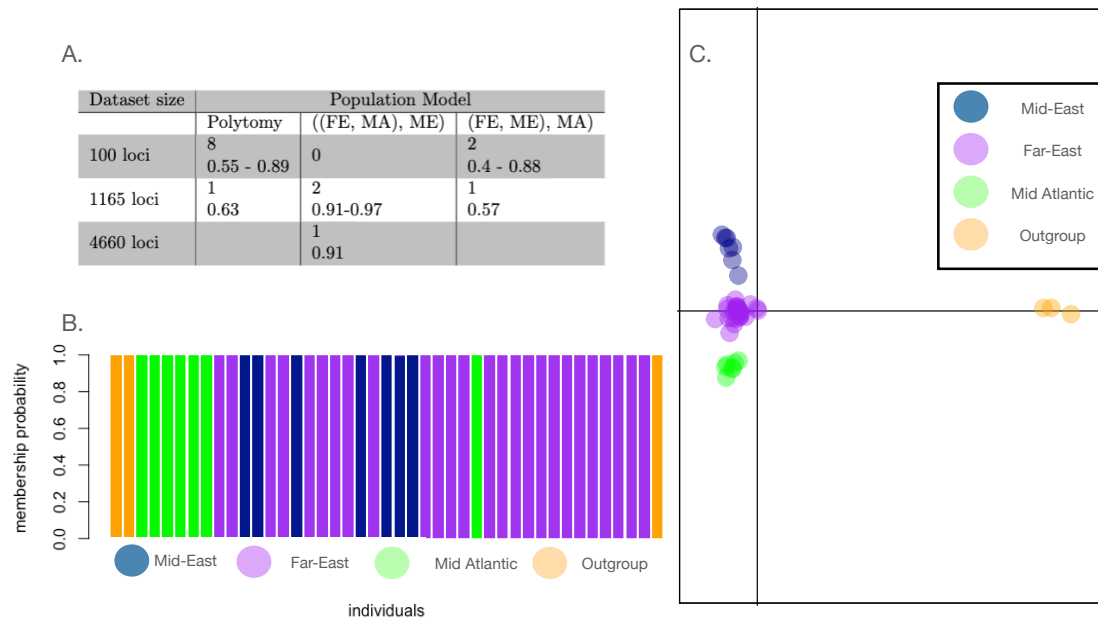 A.
Dataset size Population Model
Polytomy ((FE, MA), ME) (FE, ME), MA)
100 loci 8 0 2
0.55 - 0.89 0.4 - 0.88
1165 loci 1 2 1
0.63 0.91-0.97 0.57
4660 loci 1
0.91
B.
membership probability
0.0 0.2 0.4 0.6 0.8 1.0
Mid-East Far-East Mid Atlantic Outgroup
individuals
C.
Mid-East
Far-East
Mid Atlantic
Outgroup